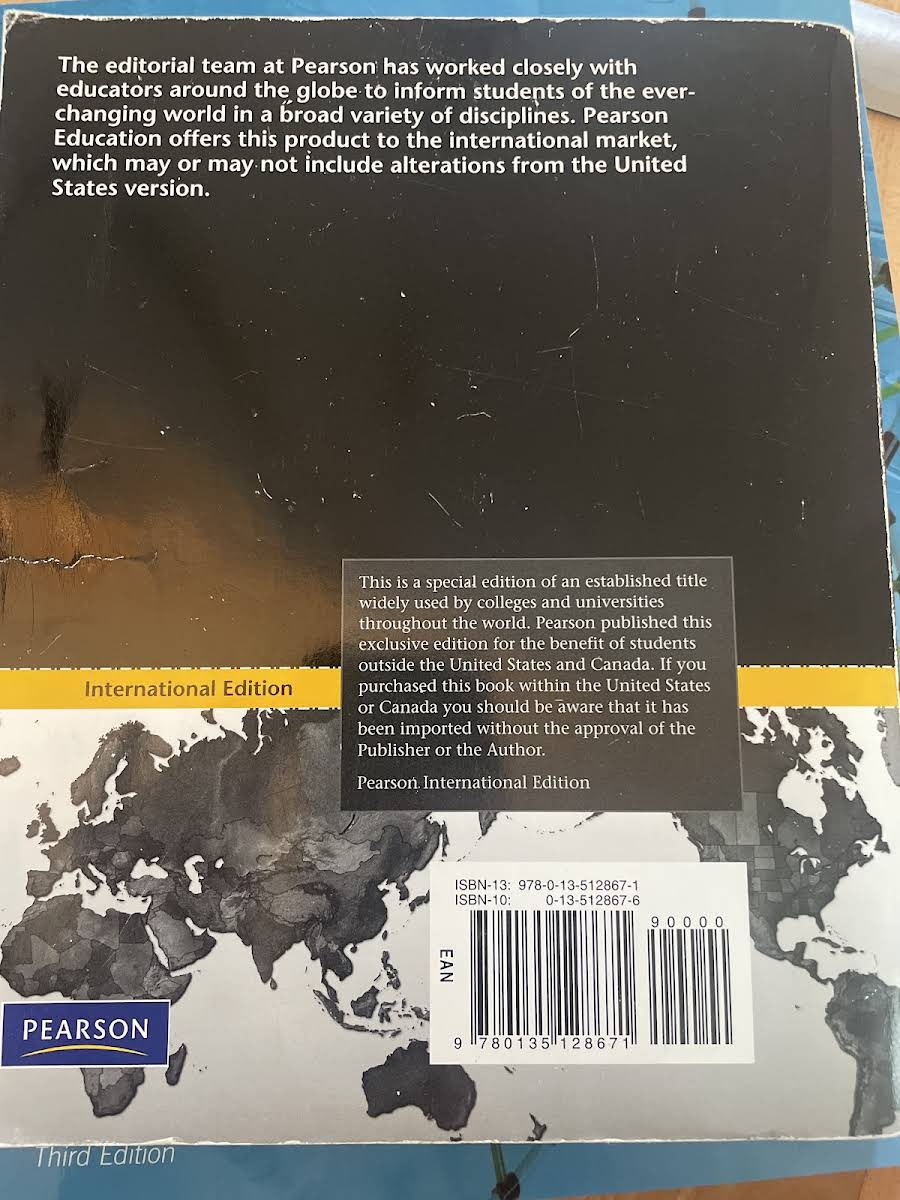 The editorial team at Pearson has worked closely with
educators around the globe to inform students of the ever-
changing world in a broad variety of disciplines. Pearson
Education offers this product to the international market,
which may or may not include alterations from the United
States version.
This is a special edition of an established title
widely used by colleges and universities
throughout the world. Pearson published this
exclusive edition for the benefit of students
outside the United States and Canada. If you
purchased this book within the United States
or Canada you should be aware that it has
been imported without the approval of the
Publisher or the Author.
Pearson International Edition
International Edition
ISBN-13: 978-0-13-512867-1
ISBN-10: 0-13-512867-6
90000
EAN
9 780135 128671
PEARSON
Third Edition